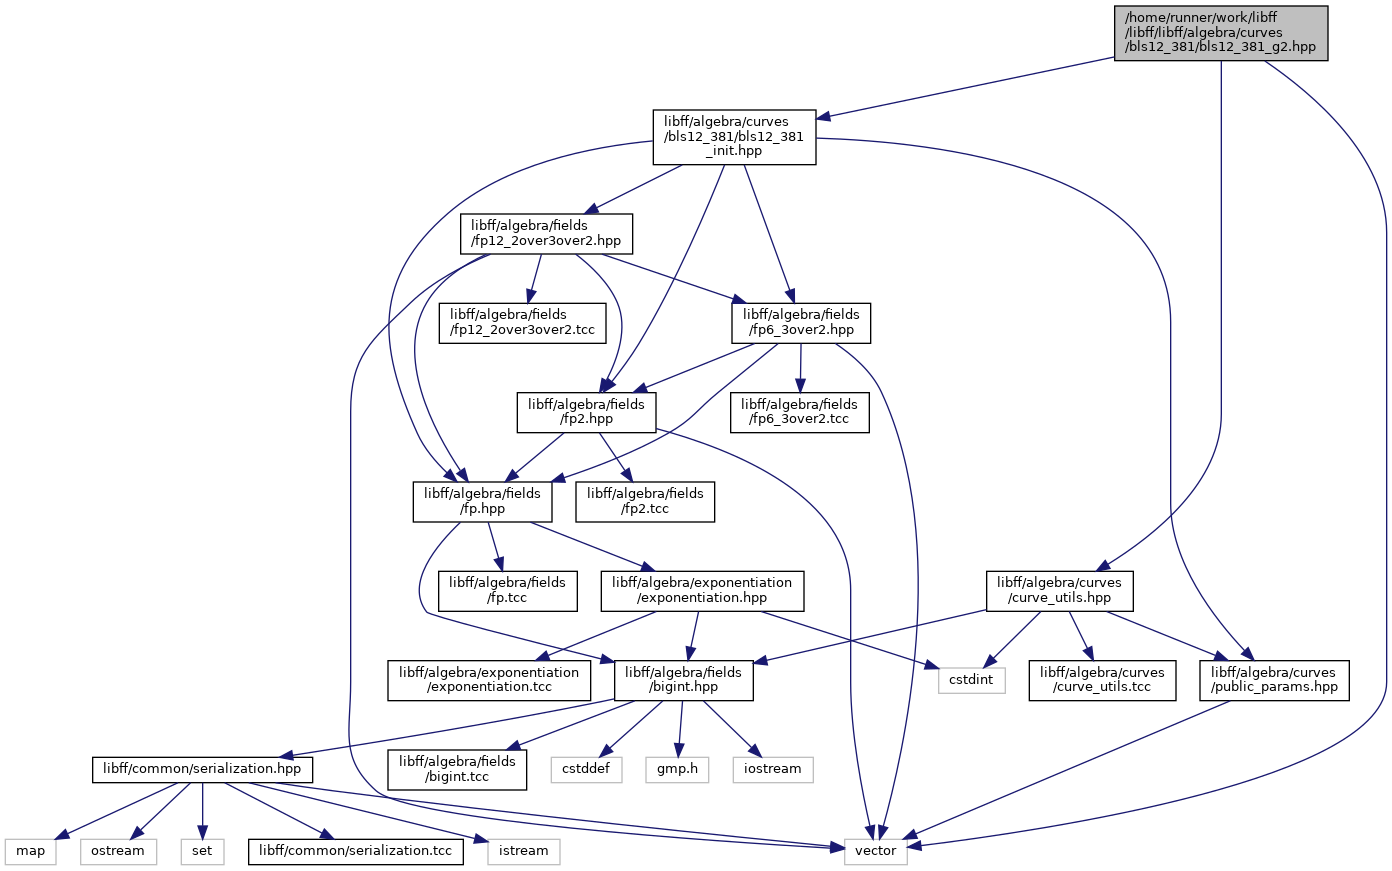 /home/runner/work/libff
/libff/libff/algebra/curves
/bls12_381/bls12_381_g2.hpp
libff/algebra/curves
/bls12_381/bls12_381
_init.hpp
libff/algebra/fields
/fp12_2over3over2.hpp
libff/algebra/fields
/fp12_2over3over2.tcc
libff/algebra/fields
/fp6_3over2.hpp
libff/algebra/fields
/fp2.hpp
libff/algebra/fields
/fp6_3over2.tcc
libff/algebra/fields
/fp.hpp
libff/algebra/fields
/fp2.tcc
libff/algebra/fields
/fp.tcc
libff/algebra/exponentiation
/exponentiation.hpp
libff/algebra/curves
/curve_utils.hpp
libff/algebra/exponentiation
/exponentiation.tcc
libff/algebra/fields
/bigint.hpp
cstdint
libff/algebra/curves
/curve_utils.tcc
libff/algebra/curves
/public_params.hpp
libff/common/serialization.hpp
libff/algebra/fields
/bigint.tcc
cstddef
gmp.h
iostream
map
ostream
set
libff/common/serialization.tcc
istream
vector